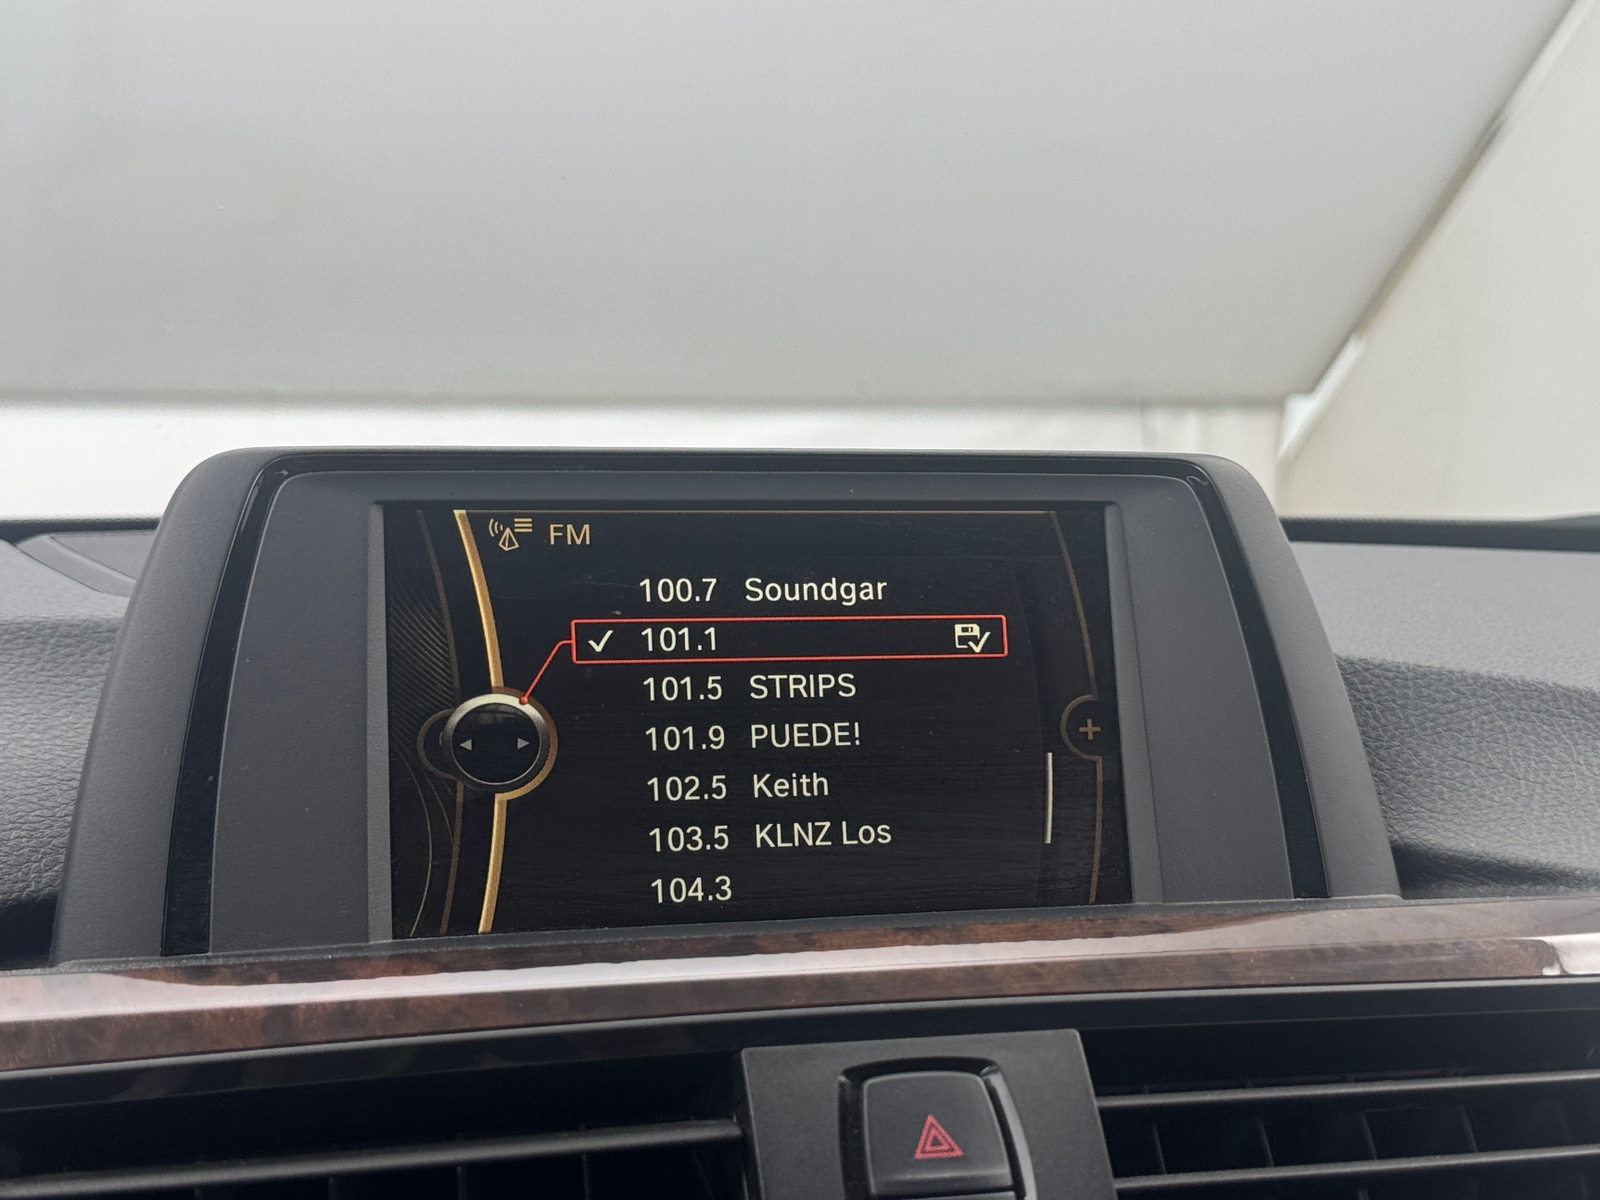 FM
100.7 Soundgar
101.1
101.5 STRIPS
101.9 PUEDE!
102.5 Keith
103.5 KLNZ Los
104.3